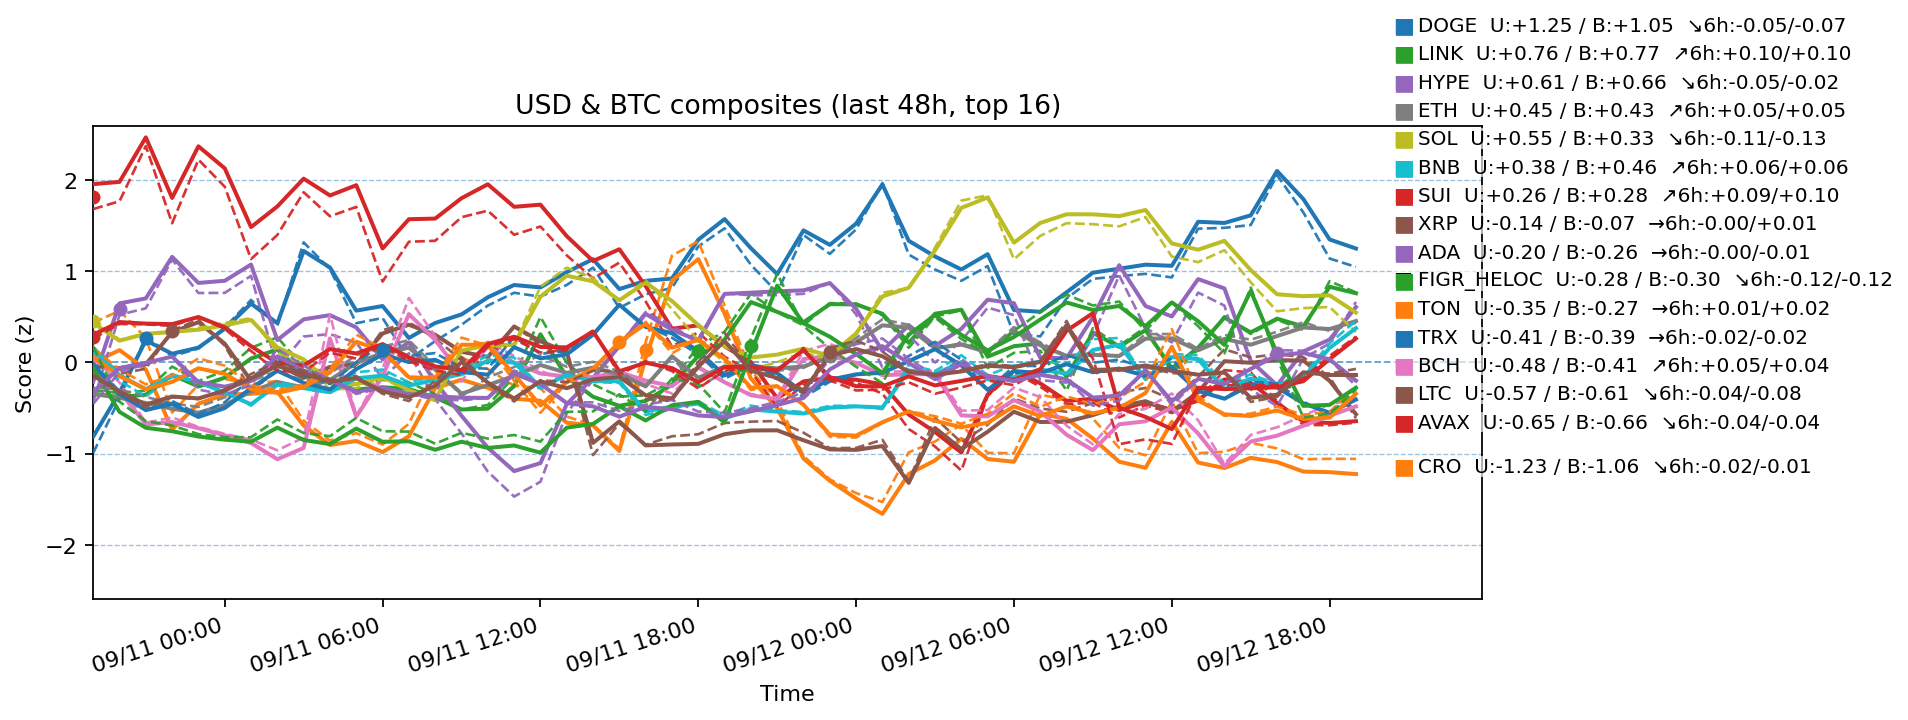 USD & BTC composites (last 48h, top 16)
DOGE  U:+1.25 / B:+1.05  ↘6h:-0.05/-0.07
LINK  U:+0.76 / B:+0.77  ↗6h:+0.10/+0.10
HYPE  U:+0.61 / B:+0.66  ↘6h:-0.05/-0.02
ETH  U:+0.45 / B:+0.43  ↗6h:+0.05/+0.05
SOL  U:+0.55 / B:+0.33  ↘6h:-0.11/-0.13
BNB  U:+0.38 / B:+0.46  ↗6h:+0.06/+0.06
SUI  U:+0.26 / B:+0.28  ↗6h:+0.09/+0.10
XRP  U:-0.14 / B:-0.07  →6h:-0.00/+0.01
ADA  U:-0.20 / B:-0.26  →6h:-0.00/-0.01
FIGR_HELOC  U:-0.28 / B:-0.30  ↘6h:-0.12/-0.12
TON  U:-0.35 / B:-0.27  →6h:+0.01/+0.02
TRX  U:-0.41 / B:-0.39  →6h:-0.02/-0.02
BCH  U:-0.48 / B:-0.41  ↗6h:+0.05/+0.04
LTC  U:-0.57 / B:-0.61  ↘6h:-0.04/-0.08
AVAX  U:-0.65 / B:-0.66  ↘6h:-0.04/-0.04
CRO  U:-1.23 / B:-1.06  ↘6h:-0.02/-0.01
Score (z)
2
1
0
−1
−2
09/11 00:00
09/11 06:00
09/11 12:00
09/11 18:00
09/12 00:00
09/12 06:00
09/12 12:00
09/12 18:00
Time